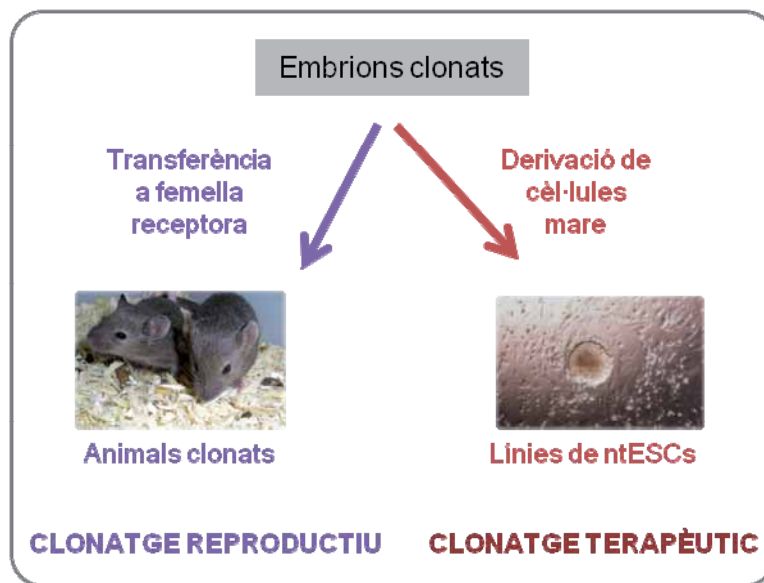 Embrions clonats
Transferència
a femella
receptora
Derivació de
cèl·lules
mare
Animals clonats
Línies de ntESCs
CLONATGE REPRODUCTIU
CLONATGE TERAPÈUTIC